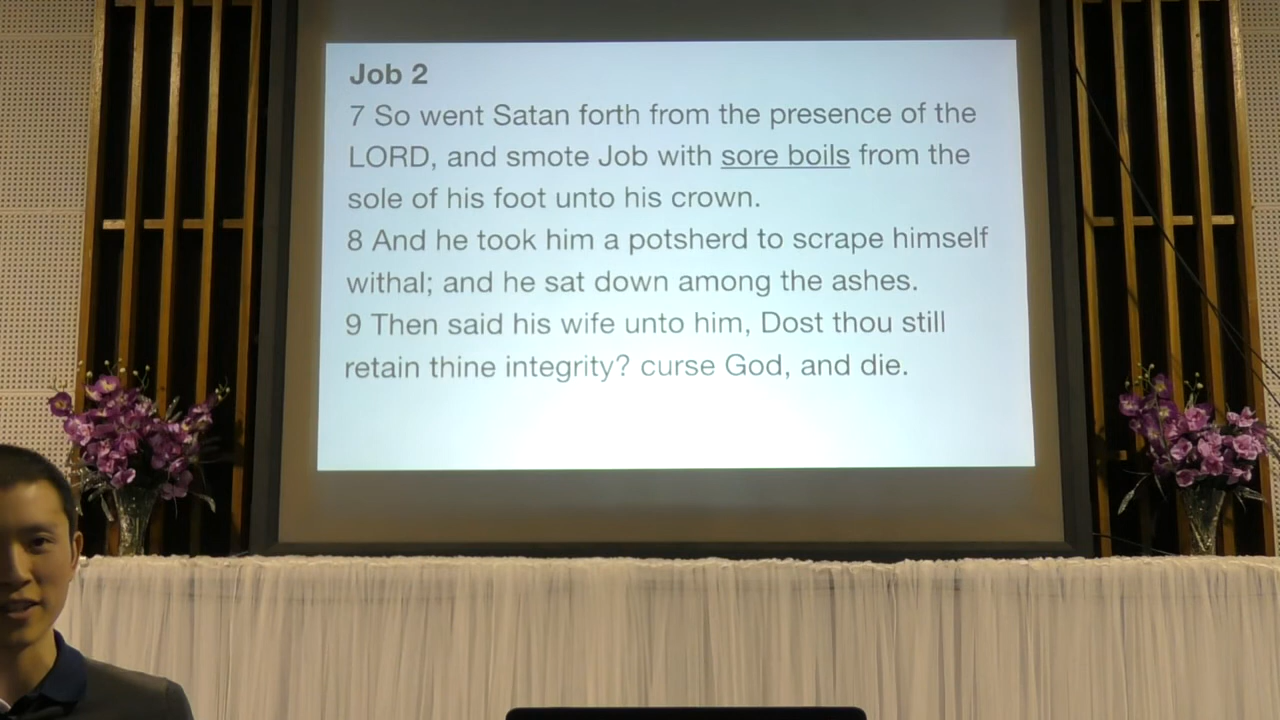 Job 2
7 So went Satan forth from the presence of the
LORD, and smote Job with sore boils from the
sole of his foot unto his crown.
8 And he took him a potsherd to scrape himself
withal; and he sat down among the ashes.
9 Then said his wife unto him, Dost thou still
retain thine integrity? curse God, and die.